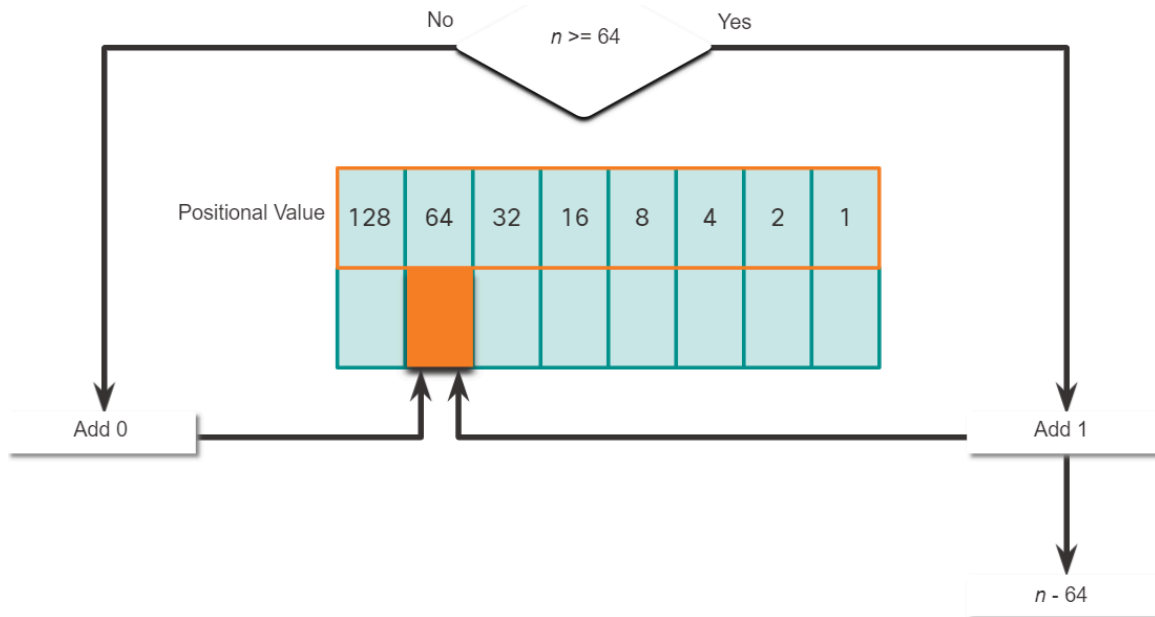 No
n >= 64
Yes
Positional Value
128 64 32 16 8 4 2 1
Add 0
Add 1
n - 64